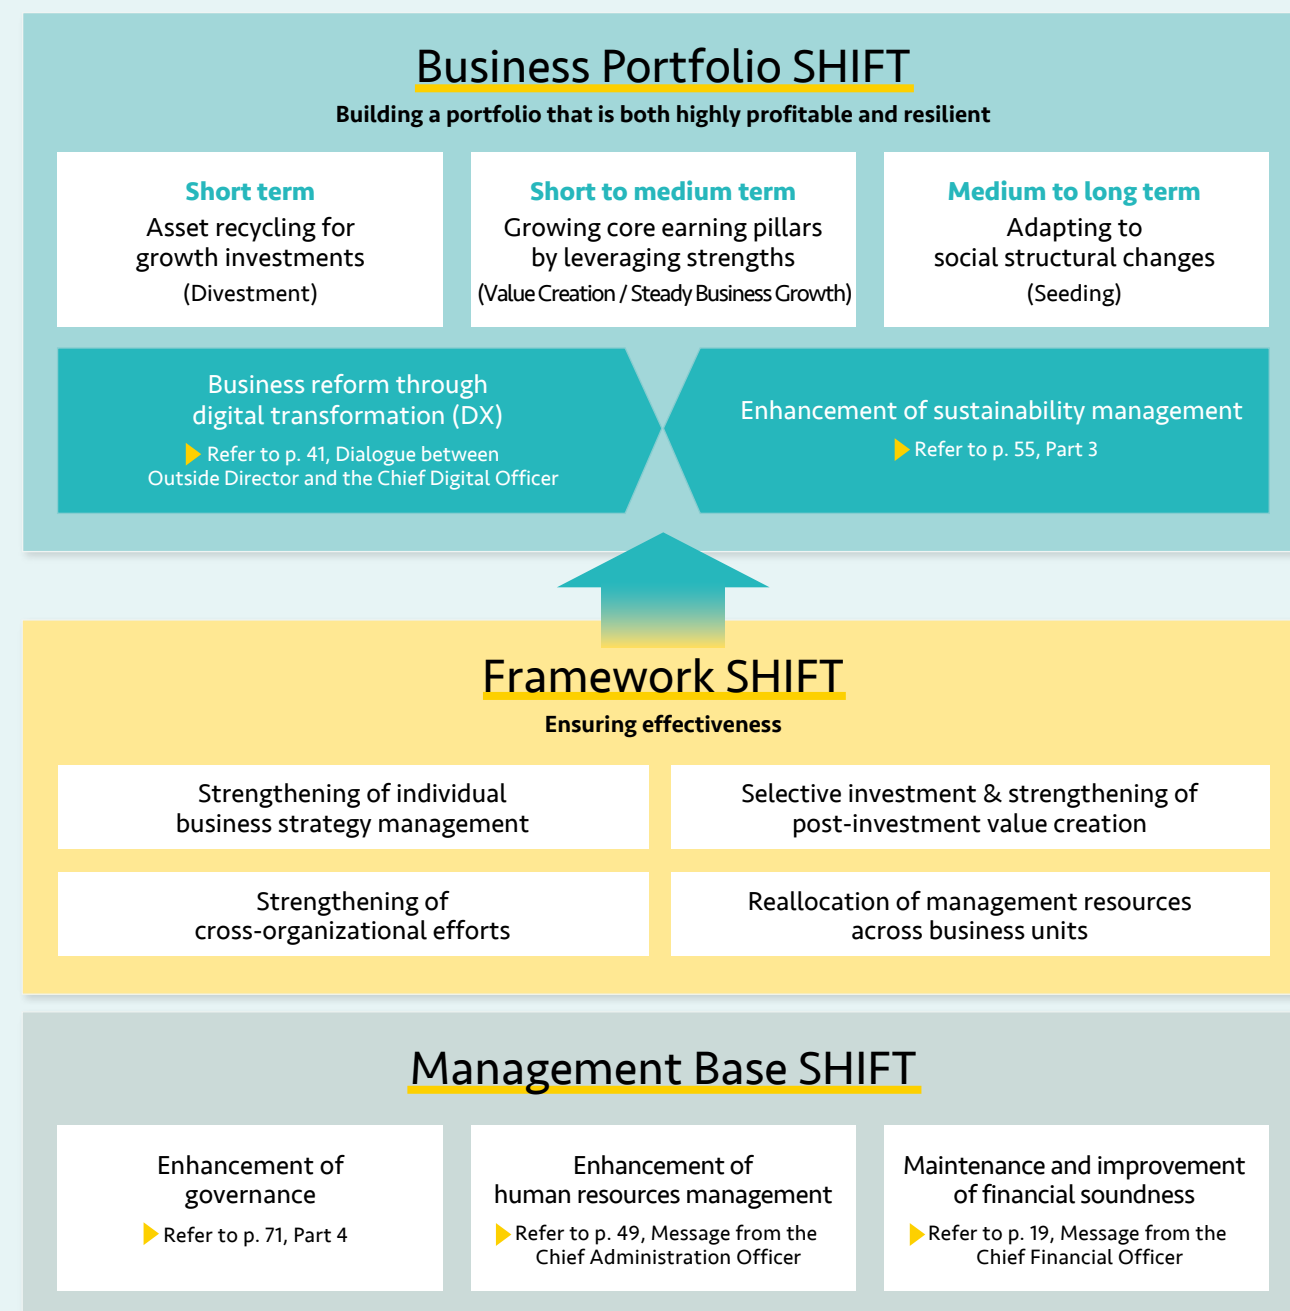 Business Portfolio SHIFT
Building a portfolio that is both highly profitable and resilient
Short term
Asset recycling for
growth investments
(Divestment)
Short to medium term
Growing core earning pillars
by leveraging strengths
(Value Creation / Steady Business Growth)
Medium to long term
Adapting to
social structural changes
(Seeding)
Business reform through
digital transformation (DX)
Refer to p. 41, Dialogue between
Outside Director and the Chief Digital Officer
Enhancement of sustainability management
Refer to p. 55, Part 3
Framework SHIFT
Ensuring effectiveness
Strengthening of individual
business strategy management
Selective investment & strengthening of
post-investment value creation
Strengthening of
cross-organizational efforts
Reallocation of management resources
across business units
Management Base SHIFT
Enhancement of
governance
Refer to p. 71, Part 4
Enhancement of
human resources management
Refer to p. 49, Message from the
Chief Administration Officer
Maintenance and improvement
of financial soundness
Refer to p. 19, Message from the
Chief Financial Officer